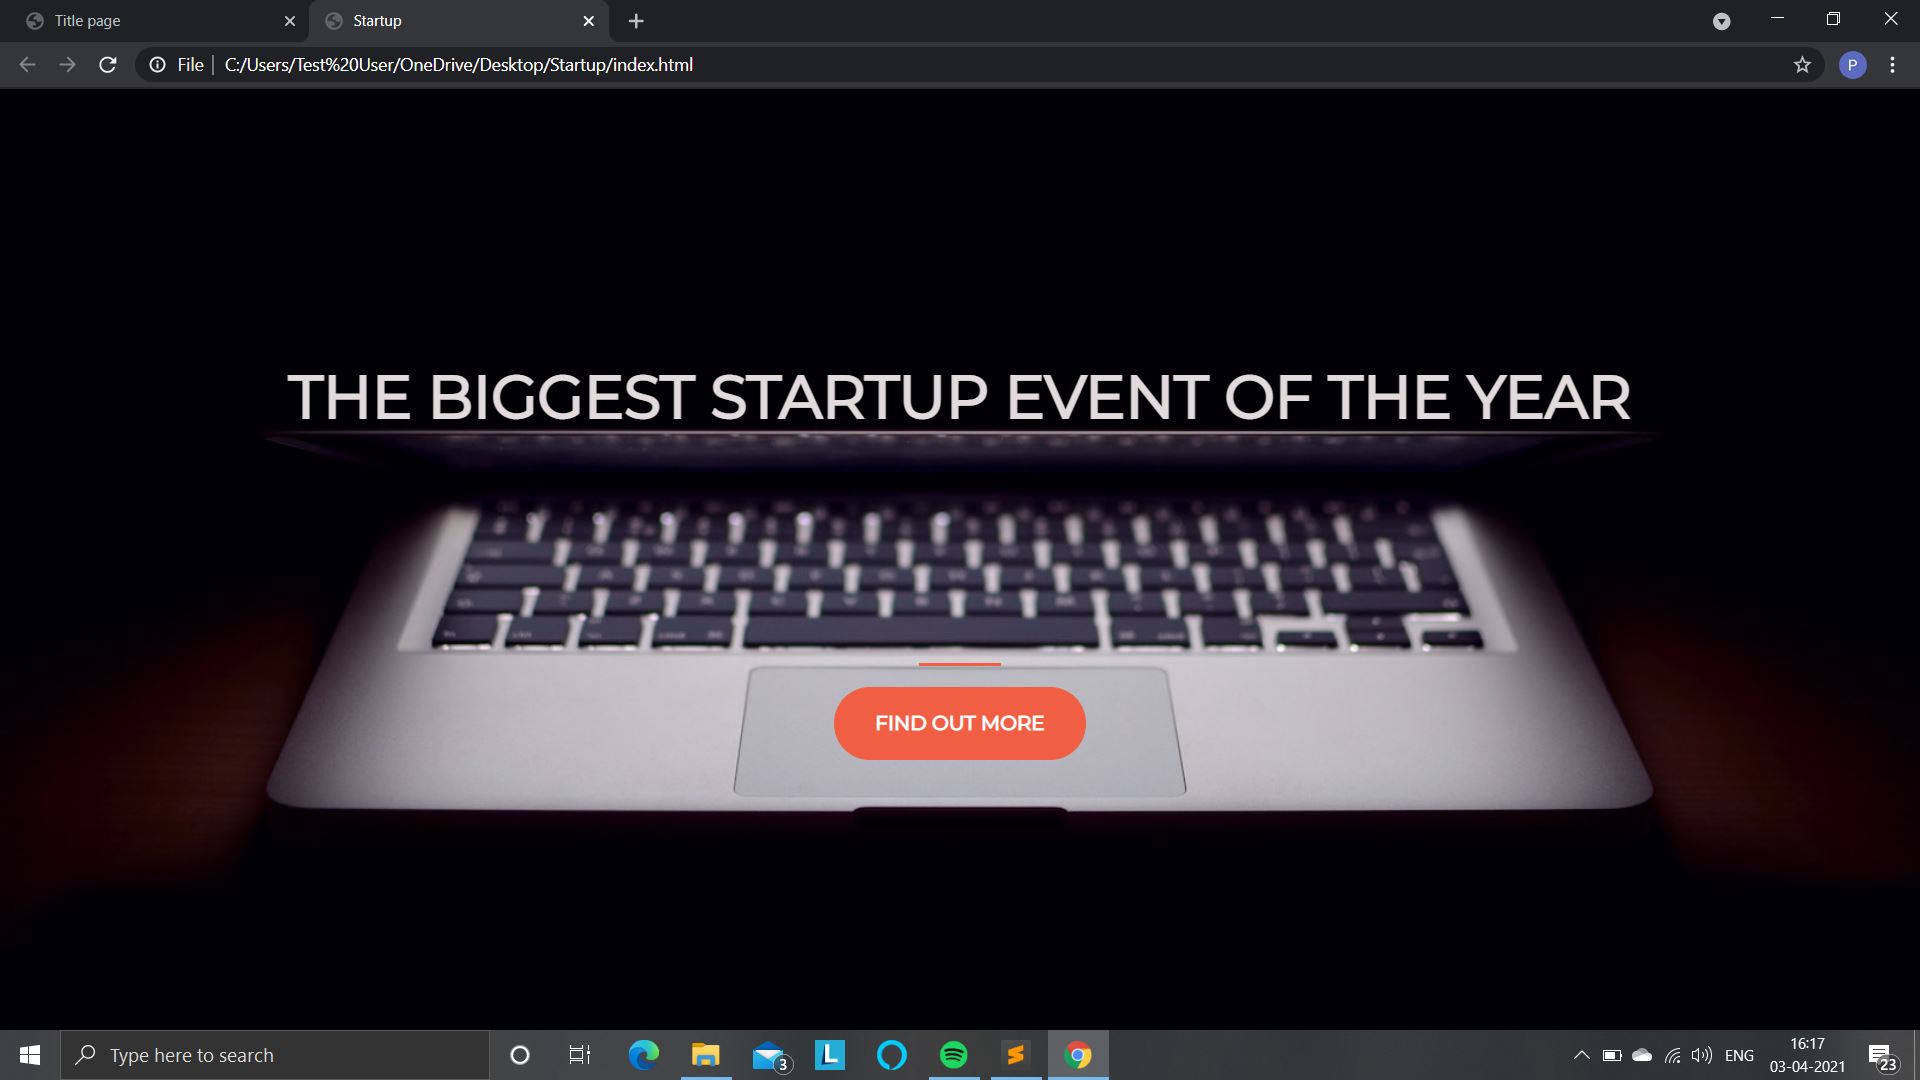 Title page
Startup
File
C:/Users/Test%20User/OneDrive/Desktop/Startup/index.html
P
THE BIGGEST STARTUP EVENT OF THE YEAR
FIND OUT MORE
Type here to search
3
L
ENG
16:17
03-04-2021
23